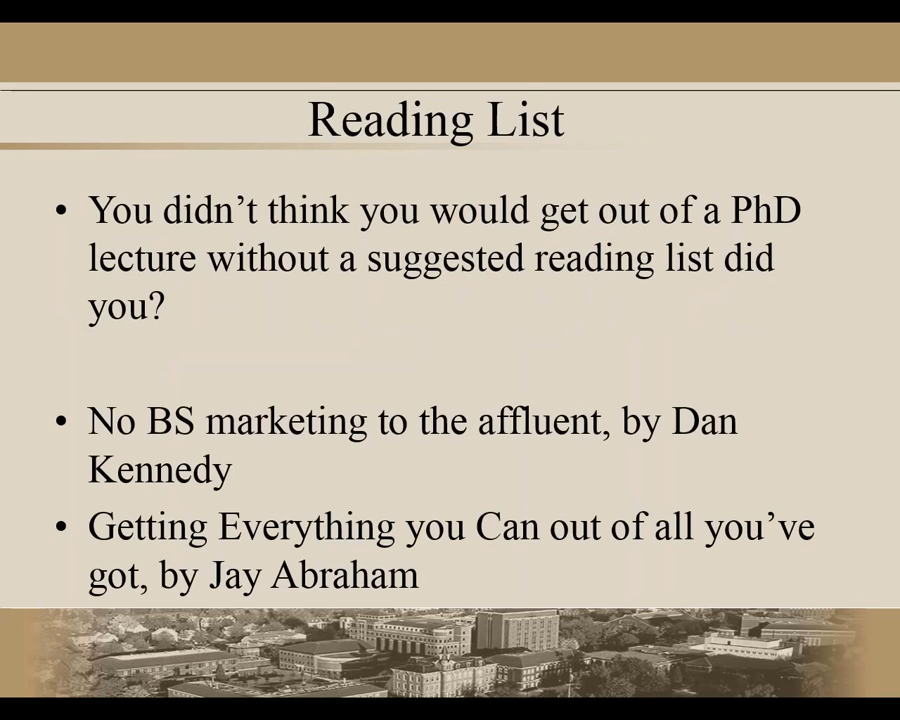 Reading List
• You didn’t think you would get out of a PhD
lecture without a suggested reading list did
you?
• No BS marketing to the affluent, by Dan
Kennedy
• Getting Everything you Can out of all you’ve
got, by Jay Abraham